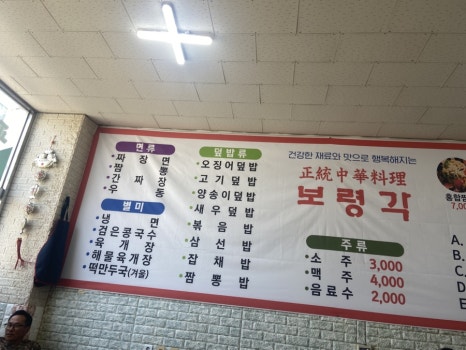 면류
짜장면
짬뽕
간짜장
우동
별미
냉면
검은콩국수
육개장
해물육개장
떡만두국(겨울)
덮밥류
오징어덮밥
고기덮밥
양송이덮밥
새우덮밥
볶음밥
삼선밥
잡채밥
짬뽕밥
건강한 재료와 맛으로 행복해지는
正統中華料理
보령각
주류
소주 3,000
맥주 4,000
음료수 2,000
홍합짬
7,00
A.
B.
C
D
E